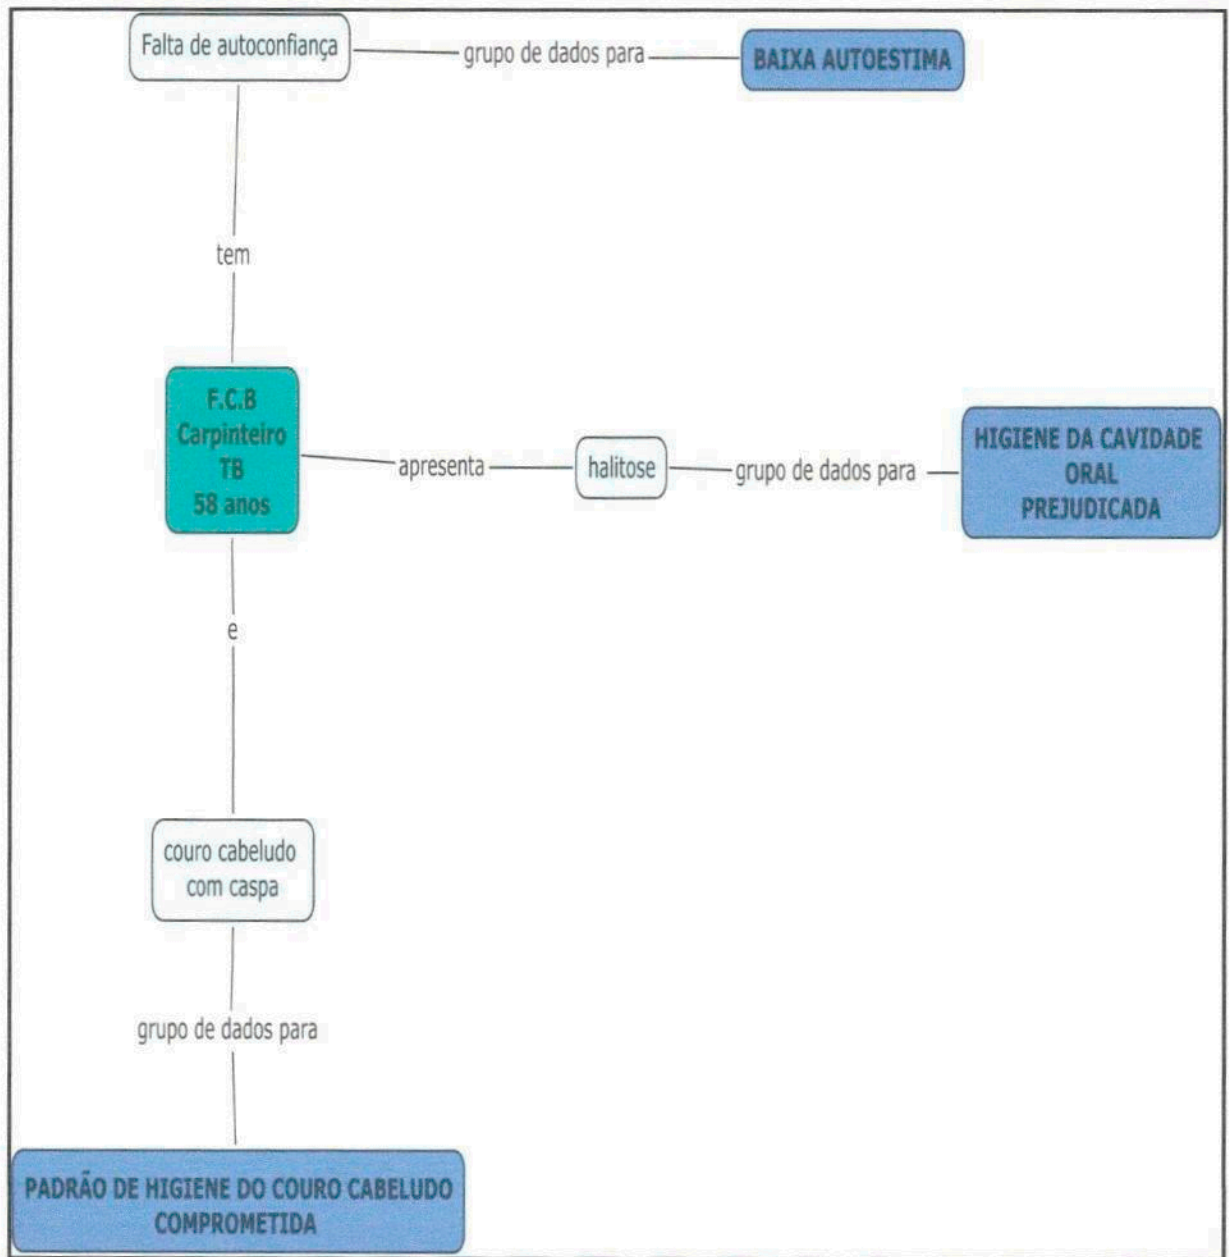 Falta de autoconfiança
grupo de dados para
BAIXA AUTOESTIMA
tem
F.C.B
Carpinteiro
TB
58 anos
apresenta
halitose
grupo de dados para
HIGIENE DA CAVIDADE
ORAL
PREJUDICADA
e
couro cabeludo
com caspa
grupo de dados para
PADRÃO DE HIGIENE DO COURO CABELUDO
COMPROMETIDA